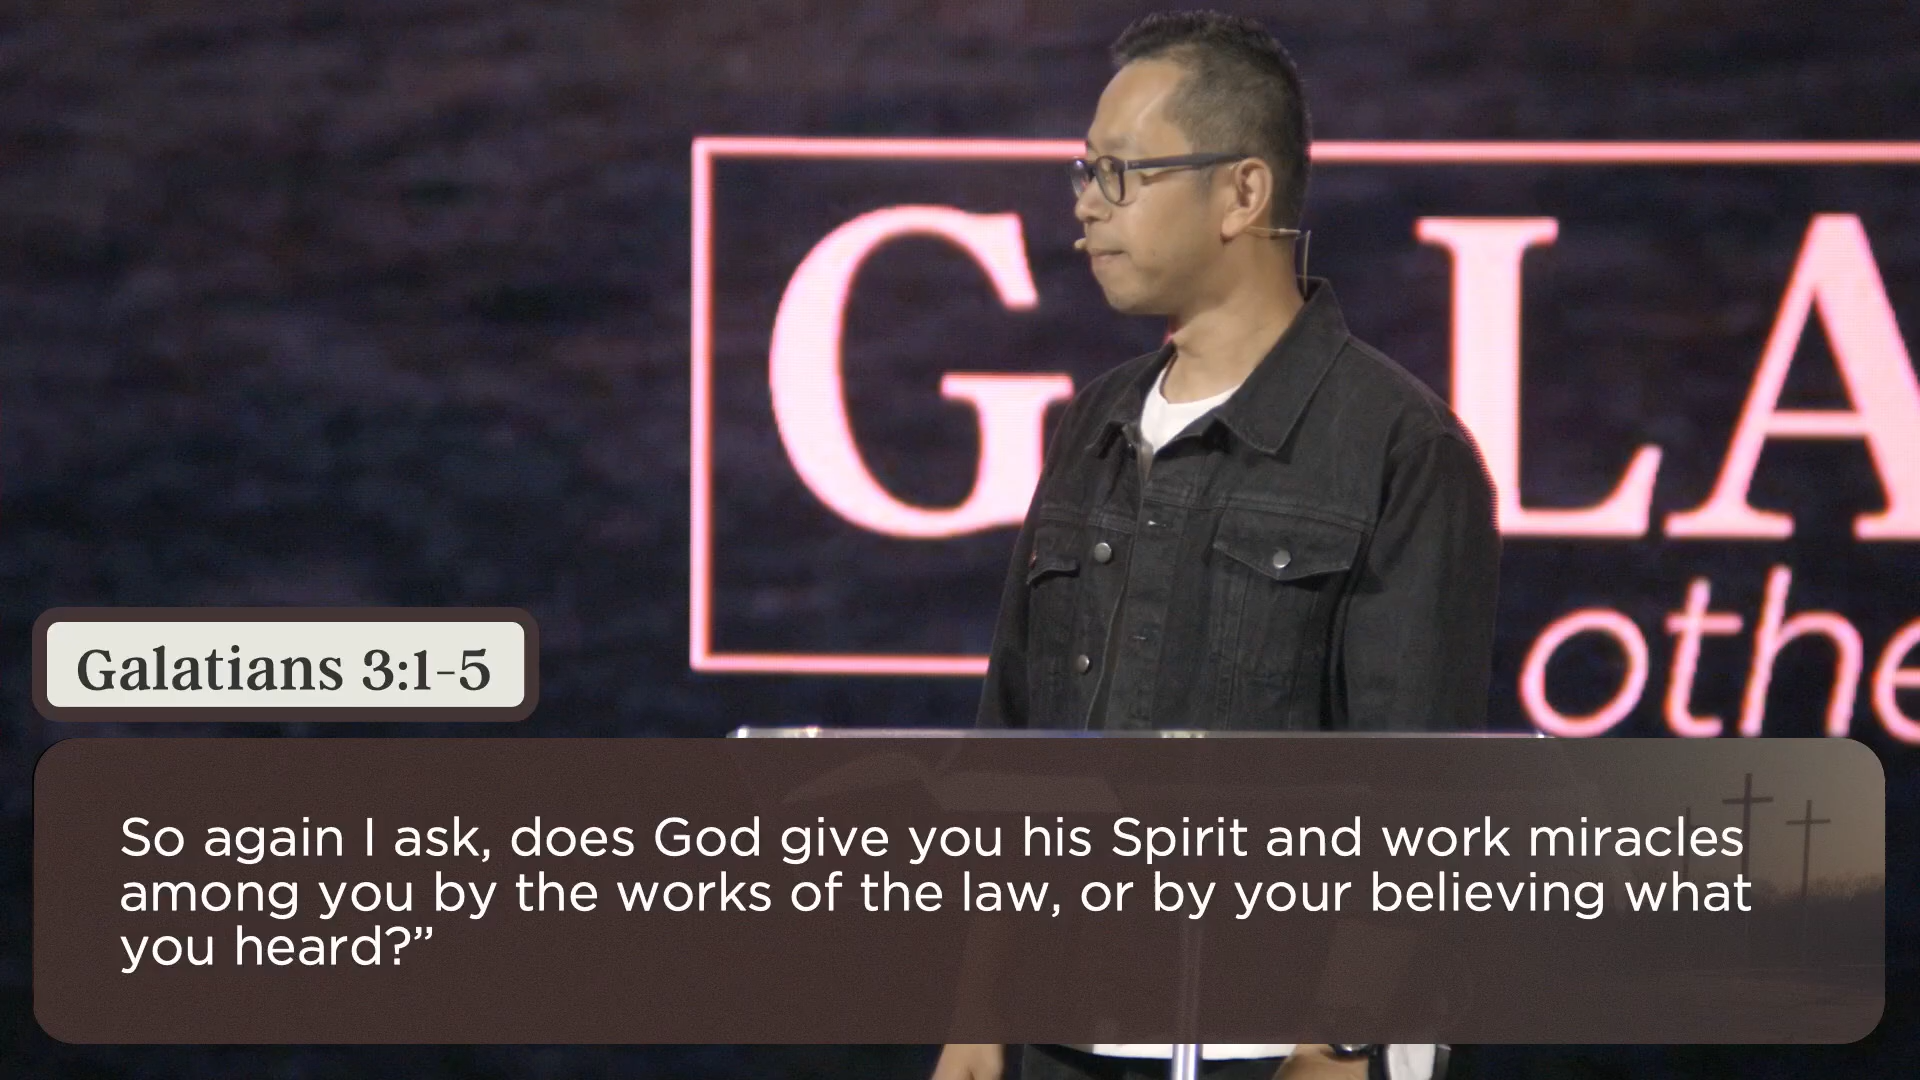 G LA
othe
Galatians 3:1-5
So again I ask, does God give you his Spirit and work miracles
among you by the works of the law, or by your believing what
you heard?”